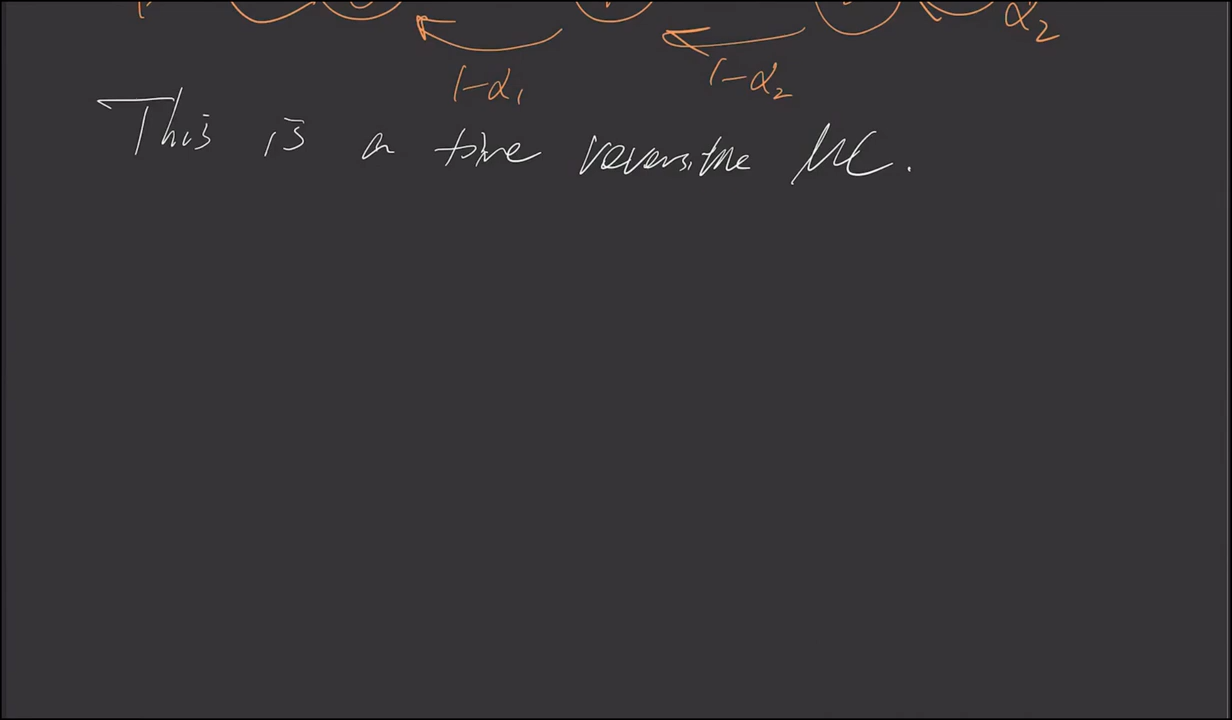 α₂
1-α₁ 1-α₂
This is a time reversible MC.